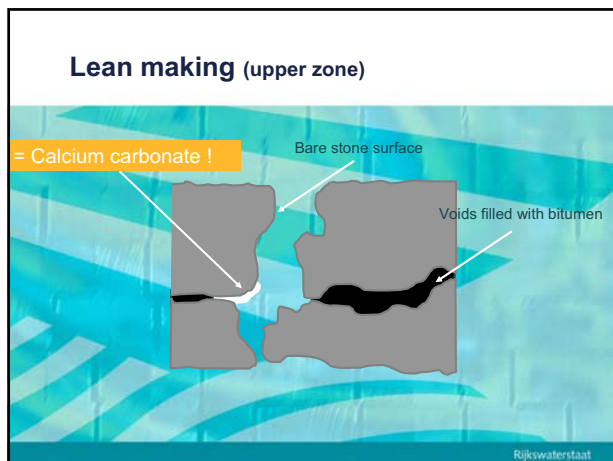 Lean making (upper zone)
= Calcium carbonate !
Bare stone surface
Voids filled with bitumen
Rijkswaterstaat